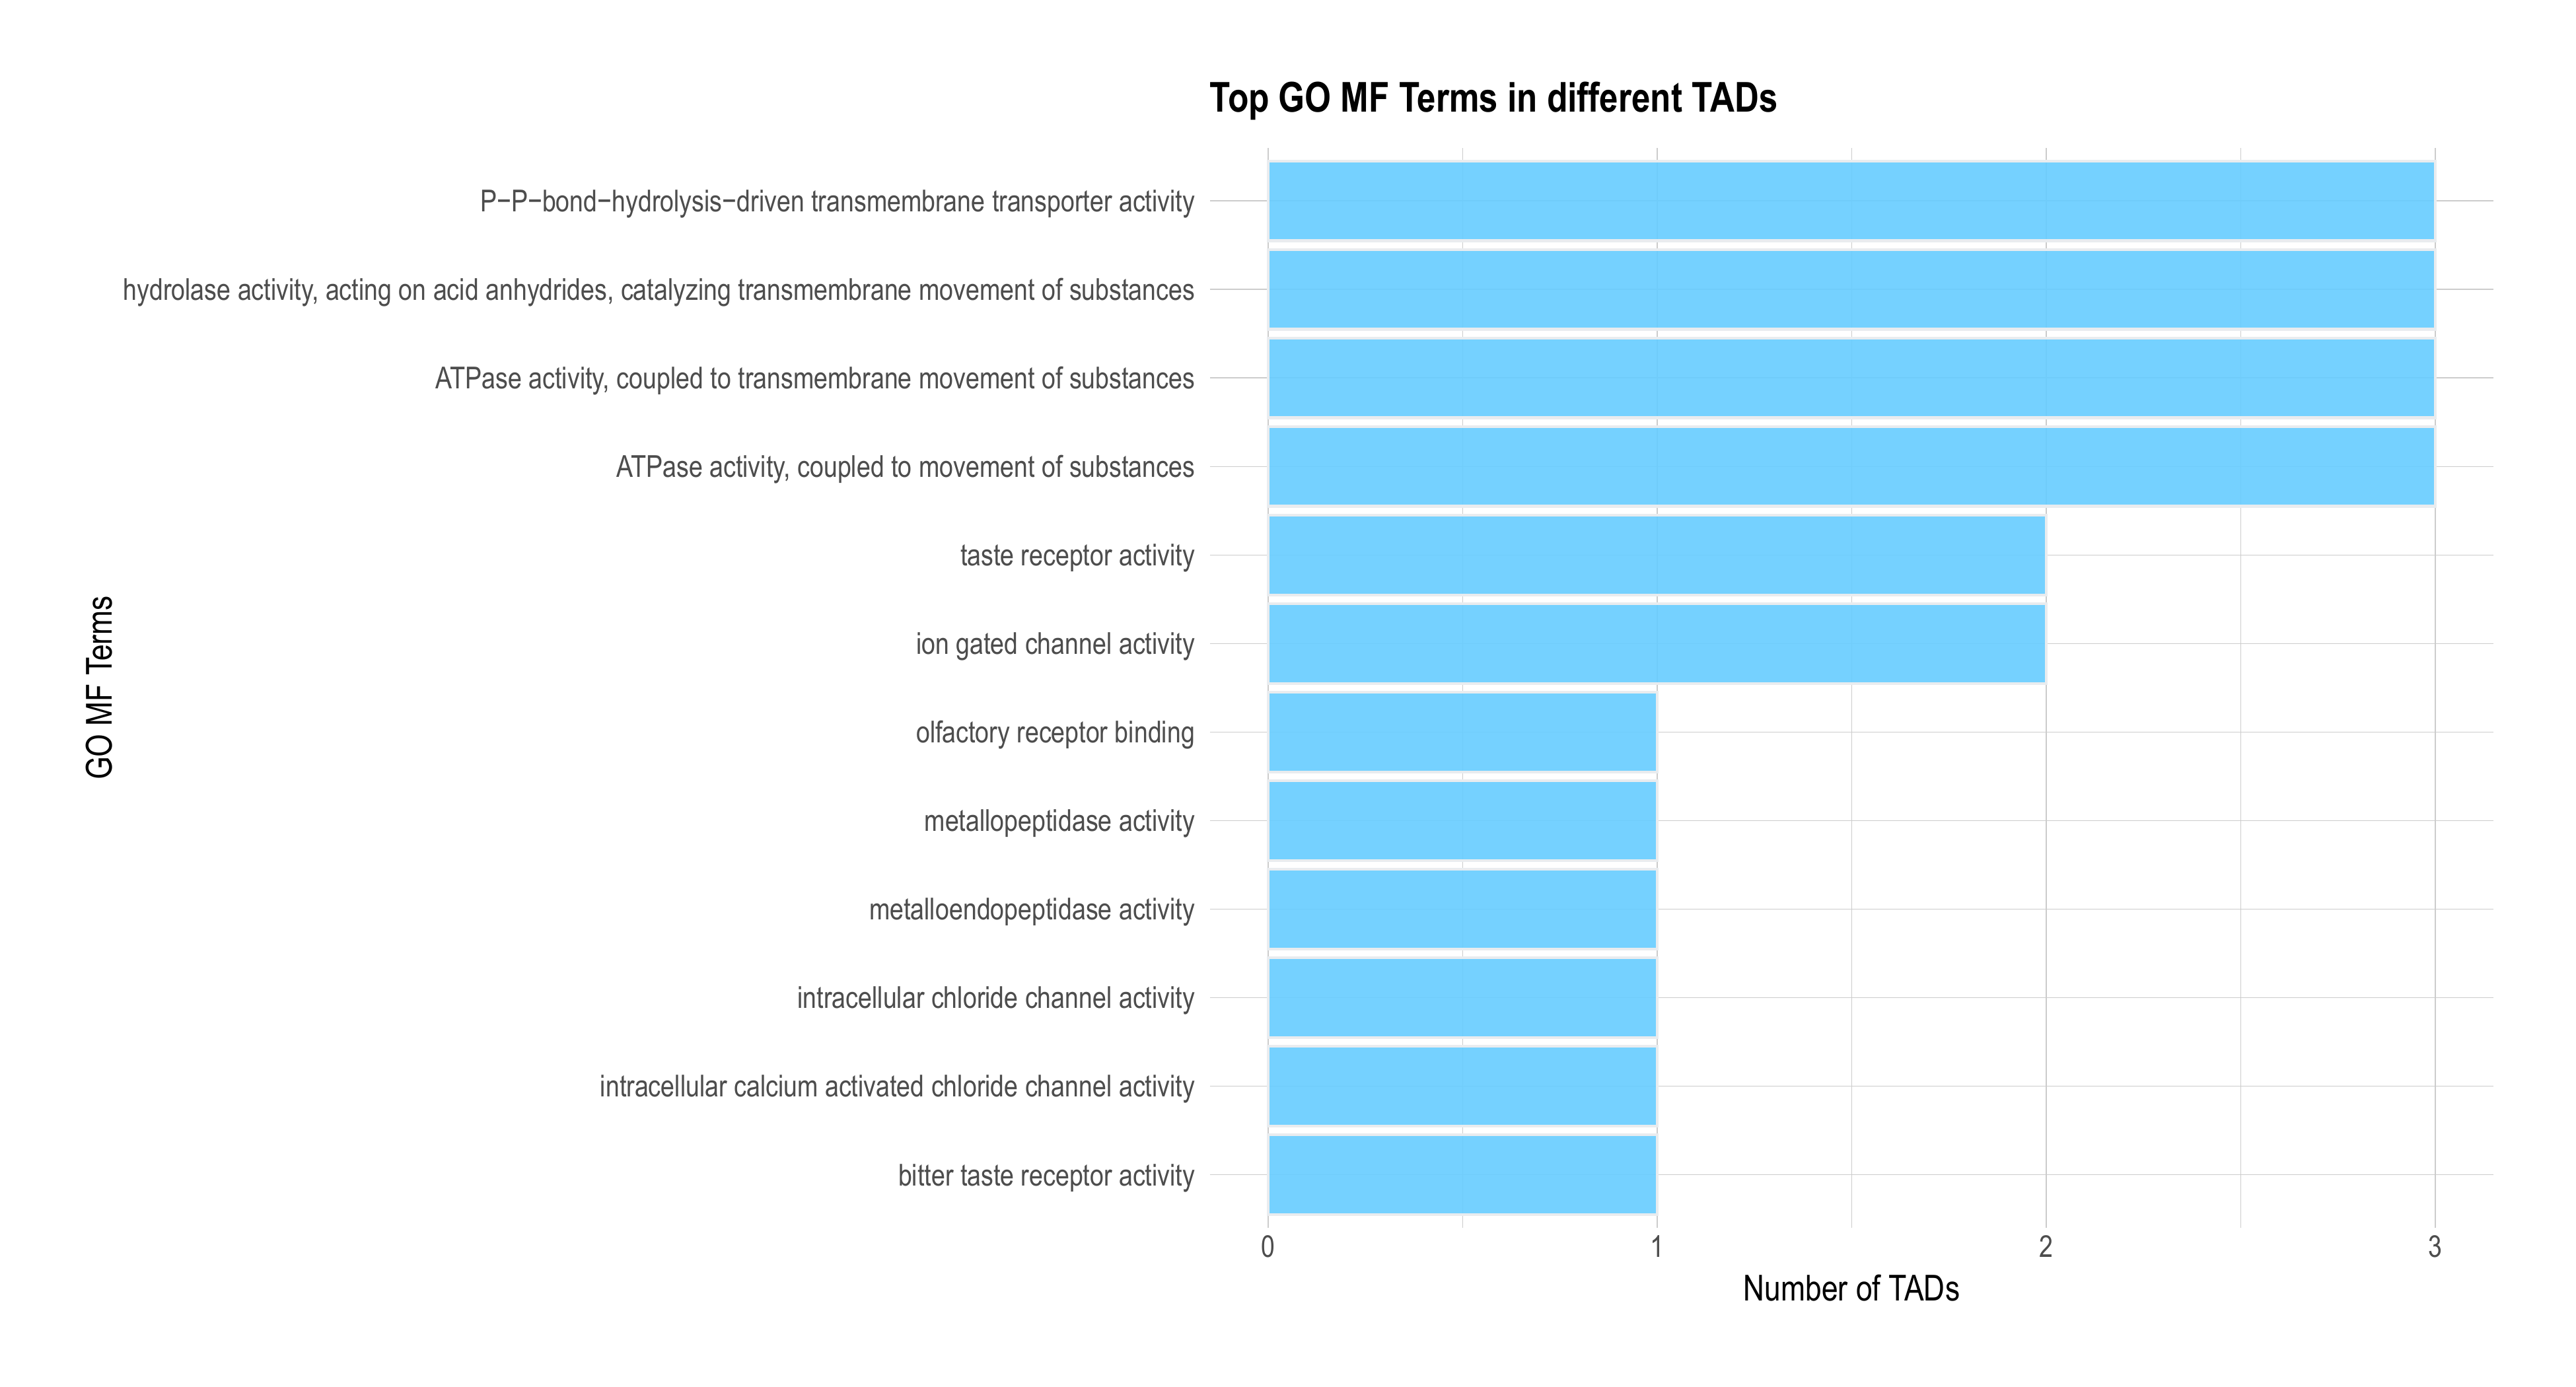 Top GO MF Terms in different TADs
P−P−bond−hydrolysis−driven transmembrane transporter activity
hydrolase activity, acting on acid anhydrides, catalyzing transmembrane movement of substances
ATPase activity, coupled to transmembrane movement of substances
ATPase activity, coupled to movement of substances
taste receptor activity
ion gated channel activity
olfactory receptor binding
metallopeptidase activity
metalloendopeptidase activity
intracellular chloride channel activity
intracellular calcium activated chloride channel activity
bitter taste receptor activity
GO MF Terms
0 1 2 3
Number of TADs